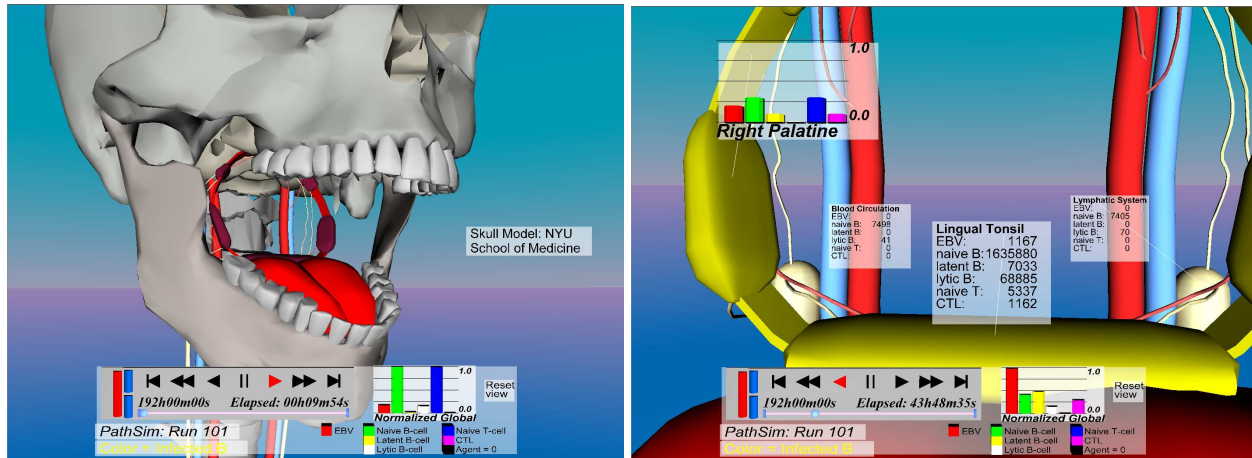 Skull Model: NYU
School of Medicine
192h00m00s
Elapsed: 00h09m54s
1.0
0.0
Normalized Global
Reset
view
PathSim: Run 101
Color = Infected B
EBV
Naive B-cell
Naive T-cell
Latent B-cell
CTL
Lytic B-cell
Agent = 0
1.0
0.0
Right Palatine
Blood Circulation
EBV: 0
naive B: 7498
latent B: 0
lytic B: 41
naive T: 0
CTL: 0
Lingual Tonsil
EBV: 1167
naive B: 1635880
latent B: 7033
lytic B: 68885
naive T: 5337
CTL: 1162
Lymphatic System
EBV: 0
naive B: 7405
latent B: 0
lytic B: 70
naive T: 0
CTL: 0
192h00m00s
Elapsed: 43h48m35s
1.0
0.0
Normalized Global
Reset
view
PathSim: Run 101
Color = Infected B
EBV
Naive B-cell
Naive T-cell
Latent B-cell
CTL
Lytic B-cell
Agent = 0